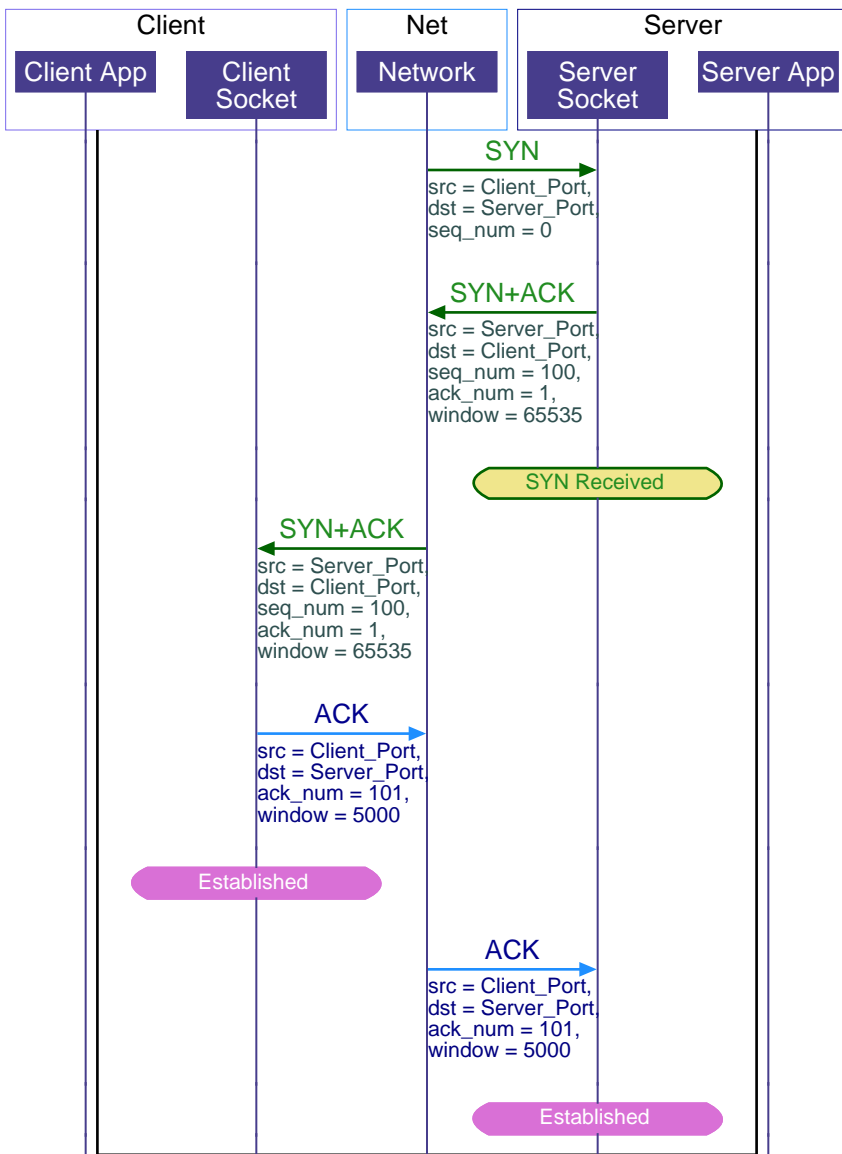 Client
Net
Server
Client App
Client
Socket
Network
Server
Socket
Server App
SYN
src = Client_Port,
dst = Server_Port,
seq_num = 0
SYN+ACK
src = Server_Port,
dst = Client_Port,
seq_num = 100,
ack_num = 1,
window = 65535
SYN Received
SYN+ACK
src = Server_Port,
dst = Client_Port,
seq_num = 100,
ack_num = 1,
window = 65535
ACK
src = Client_Port,
dst = Server_Port,
ack_num = 101,
window = 5000
Established
ACK
src = Client_Port,
dst = Server_Port,
ack_num = 101,
window = 5000
Established